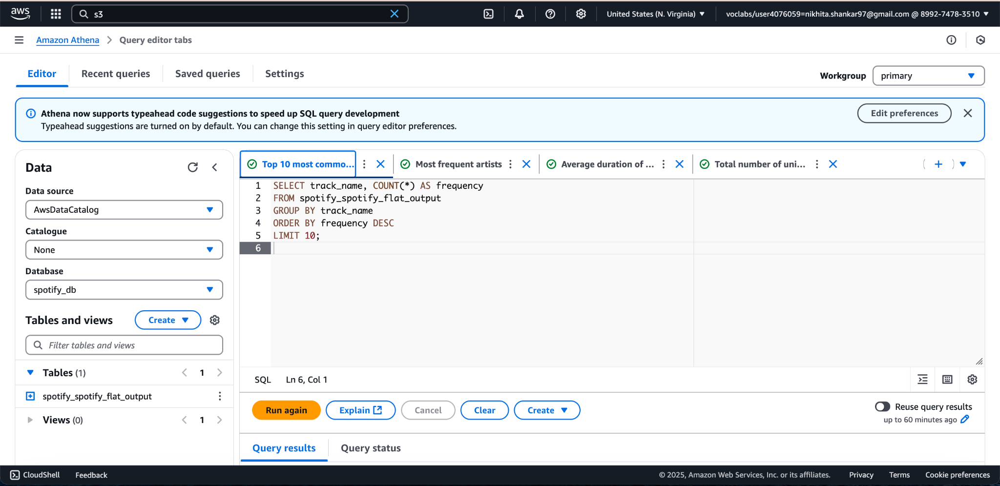 aws
s3
United States (N. Virginia)
voclabs/user4076059=nikhita.shankar97@gmail.com @ 8992-7478-3510
Amazon Athena
Query editor tabs
Editor
Recent queries
Saved queries
Settings
Workgroup
primary
Athena now supports typeahead code suggestions to speed up SQL query development
Typeahead suggestions are turned on by default. You can change this setting in query editor preferences.
Edit preferences
Data
Data source
AwsDataCatalog
Catalogue
None
Database
spotify_db
Tables and views
Create
Filter tables and views
Tables (1)
1
spotify_spotify_flat_output
Views (0)
1
Top 10 most commo...
Most frequent artists
Average duration of ...
Total number of uni...
1 SELECT track_name, COUNT(*) AS frequency
2 FROM spotify_spotify_flat_output
3 GROUP BY track_name
4 ORDER BY frequency DESC
5 LIMIT 10;
6
SQL
Ln 6, Col 1
Run again
Explain
Cancel
Clear
Create
Reuse query results
up to 60 minutes ago
Query results
Query status
CloudShell
Feedback
© 2025, Amazon Web Services, Inc. or its affiliates.
Privacy
Terms
Cookie preferences